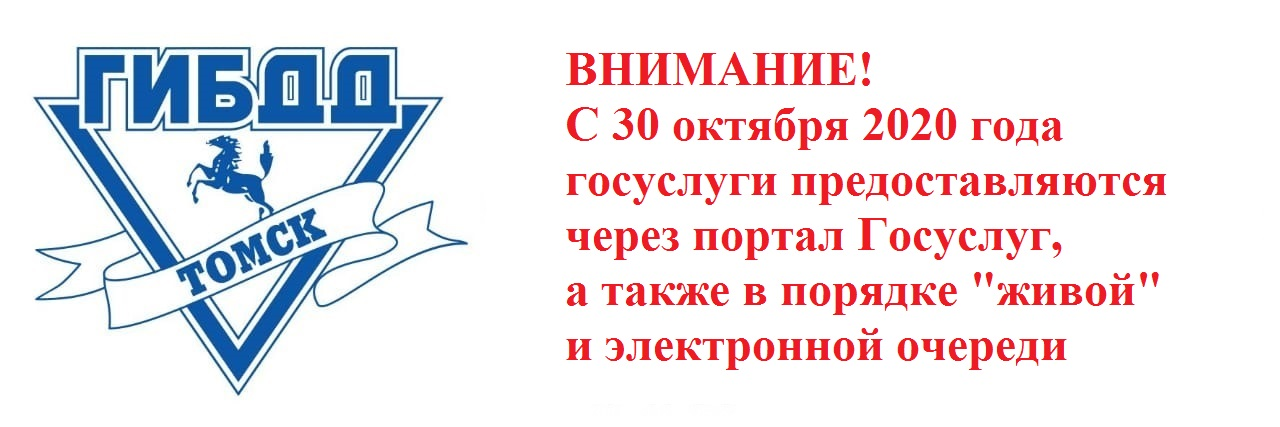 ГИБДД
ТОМСК
ВНИМАНИЕ!
С 30 октября 2020 года
госуслуги предоставляются
через портал Госуслуг,
а также в порядке "живой"
и электронной очереди